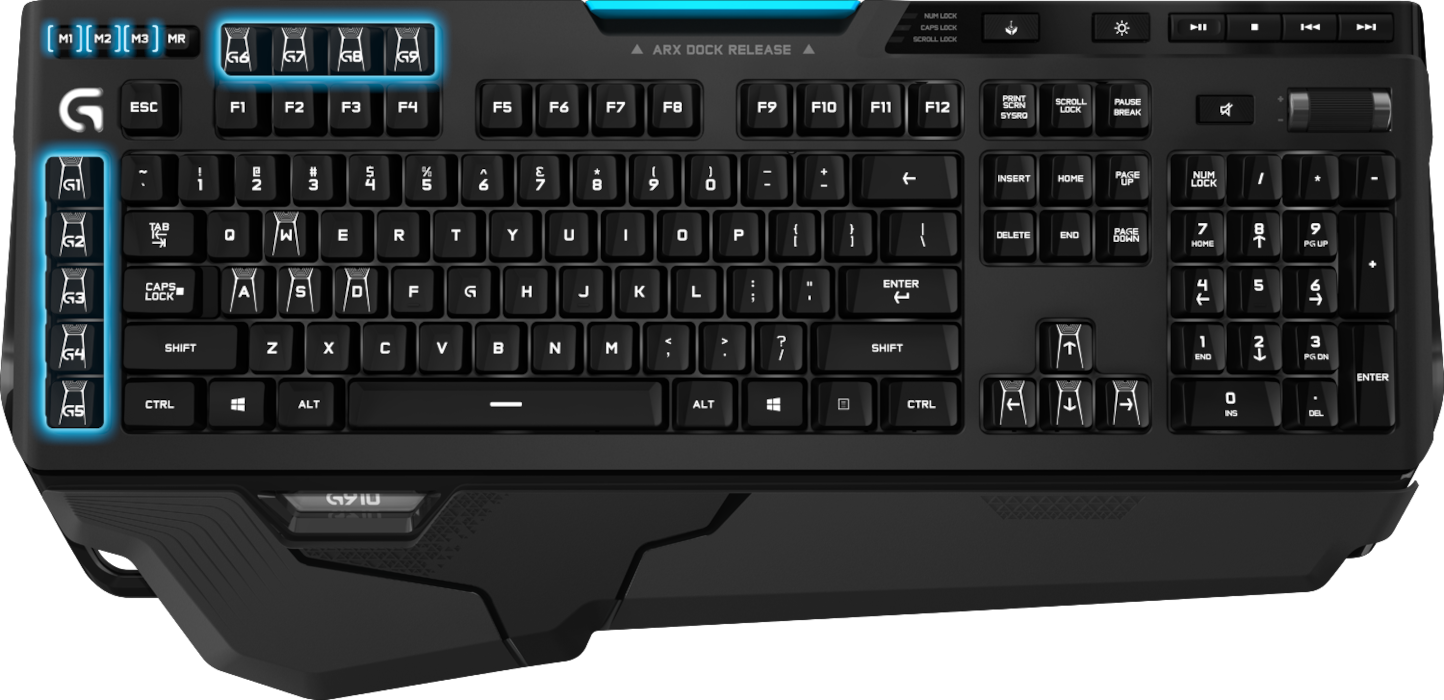 M1 M2 M3 MR
G6 G7 G8 G9
ARX DOCK RELEASE
NUM LOCK
CAPS LOCK
SCROLL LOCK
G
ESC F1 F2 F3 F4 F5 F6 F7 F8 F9 F10 F11 F12
PRINT SCRN SYSRQ
SCROLL LOCK
PAUSE BREAK
+
-
G1
~ ! @ # $ % ^ & * ( ) _ +
` 1 2 3 4 5 6 7 8 9 0 - = ←
INSERT HOME PAGE UP
NUM LOCK / * -
G2
TAB Q W E R T Y U I O P { [ } ] | \
DELETE END PAGE DOWN
7 HOME 8 ↑ 9 PG UP +
G3
CAPS LOCK A S D F G H J K L : ; " ' ENTER
4 ← 5 6 →
G4
SHIFT Z X C V B N M < , > . ? / SHIFT
↑
1 END 2 ↓ 3 PG DN ENTER
G5
CTRL ALT ALT CTRL
← ↓ →
0 INS . DEL
G910